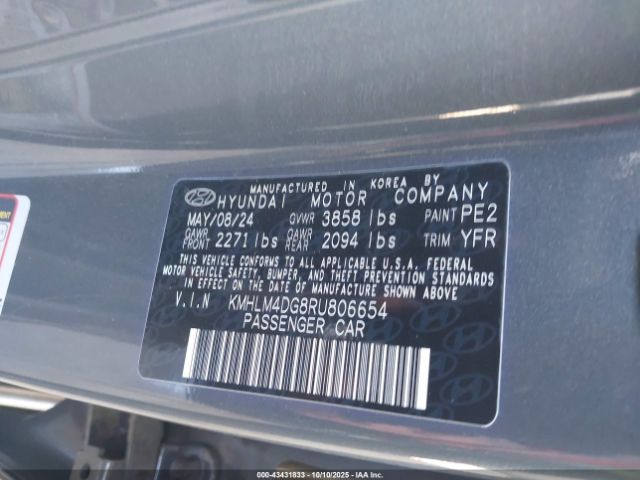 MANUFACTURED IN KOREA BY
HYUNDAI MOTOR COMPANY
MAY/08/24 GVWR 3858 lbs PAINT PE2
GAWR FRONT 2271 lbs GAWR REAR 2094 lbs TRIM YFR
THIS VEHICLE CONFORMS TO ALL APPLICABLE U.S.A. FEDERAL
MOTOR VEHICLE SAFETY, BUMPER, AND THEFT PREVENTION STANDARDS
IN EFFECT ON THE DATE OF MANUFACTURE SHOWN ABOVE.
V.I.N KMHLM4DG8RU806654
PASSENGER CAR
000-43431833 - 10/10/2025 - IAAI.com